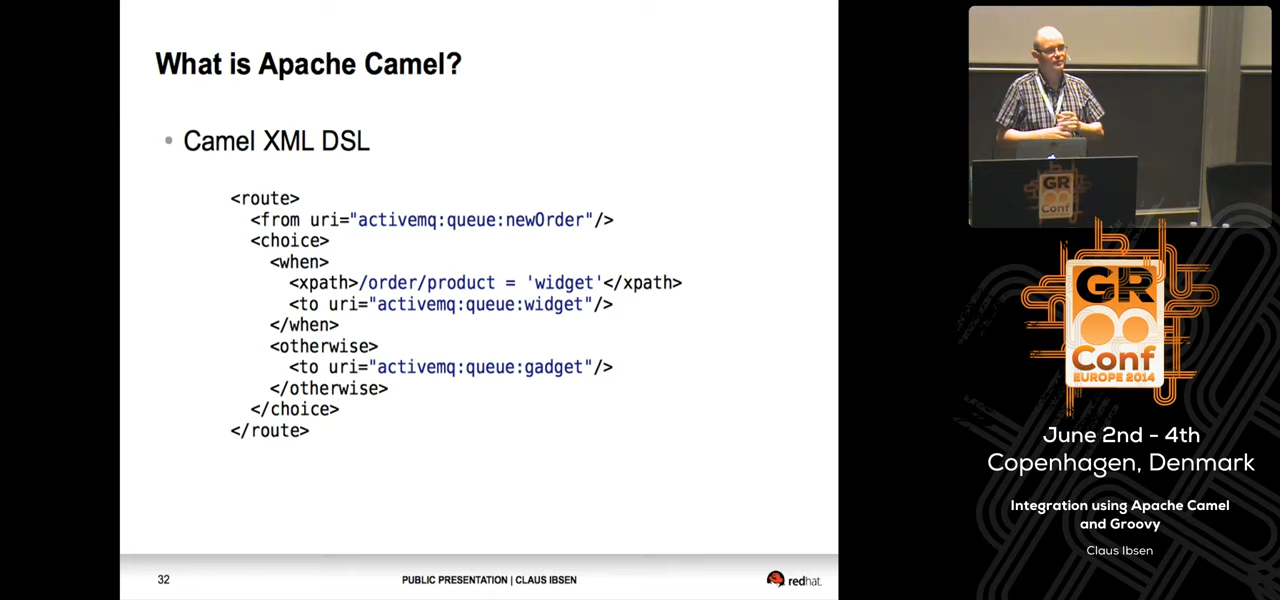 What is Apache Camel?
• Camel XML DSL
<route>
<from uri="activemq:queue:newOrder"/>
<choice>
<when>
<xpath>/order/product = 'widget'</xpath>
<to uri="activemq:queue:widget"/>
</when>
<otherwise>
<to uri="activemq:queue:gadget"/>
</otherwise>
</choice>
</route>
32
PUBLIC PRESENTATION | CLAUS IBSEN
redhat.
GR
Conf
GR
Conf
EUROPE 2014
June 2nd - 4th
Copenhagen, Denmark
Integration using Apache Camel
and Groovy
Claus Ibsen